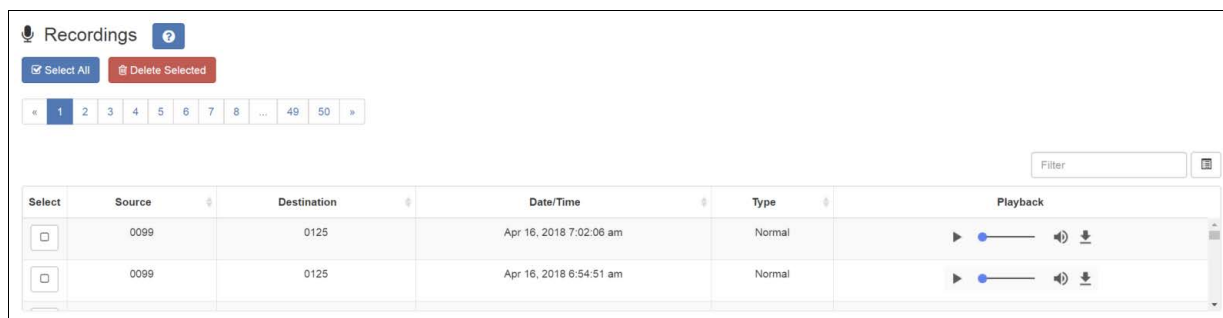 Recordings
Select All Delete Selected
« 1 2 3 4 5 6 7 8 ... 49 50 »
Filter
Select Source Destination Date/Time Type Playback
0099 0125 Apr 16, 2018 7:02:06 am Normal
0099 0125 Apr 16, 2018 6:54:51 am Normal